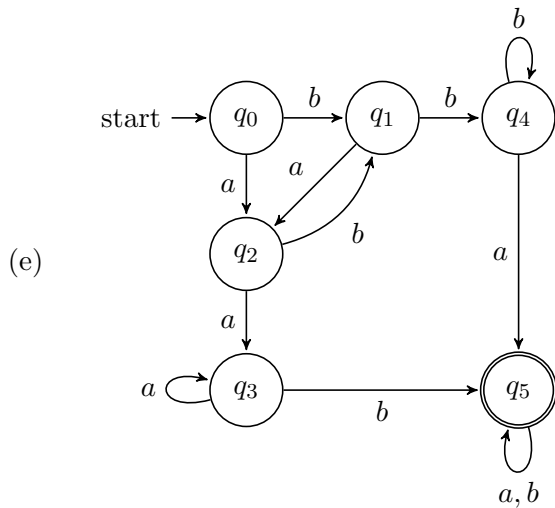 b
start q₀ b q₁ b q₄
a a
q₂ b
(e) a
a
a q₃ b q₅
a, b